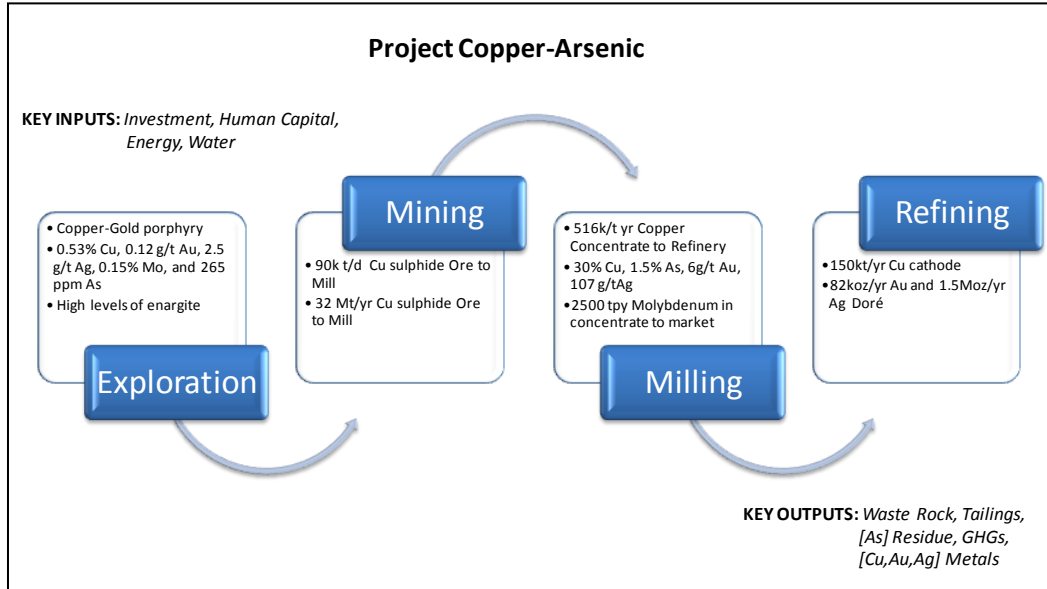 Project Copper-Arsenic
KEY INPUTS: Investment, Human Capital,
Energy, Water
• Copper-Gold porphyry
• 0.53% Cu, 0.12 g/t Au, 2.5
g/t Ag, 0.15% Mo, and 265
ppm As
• High levels of enargite
Exploration
Mining
• 90k t/d Cu sulphide Ore to
Mill
• 32 Mt/yr Cu sulphide Ore
to Mill
• 516k/t yr Copper
Concentrate to Refinery
• 30% Cu, 1.5% As, 6g/t Au,
107 g/tAg
• 2500 tpy Molybdenum in
concentrate to market
Milling
Refining
• 150kt/yr Cu cathode
• 82koz/yr Au and 1.5Moz/yr
Ag Doré
KEY OUTPUTS: Waste Rock, Tailings,
[As] Residue, GHGs,
[Cu,Au,Ag] Metals